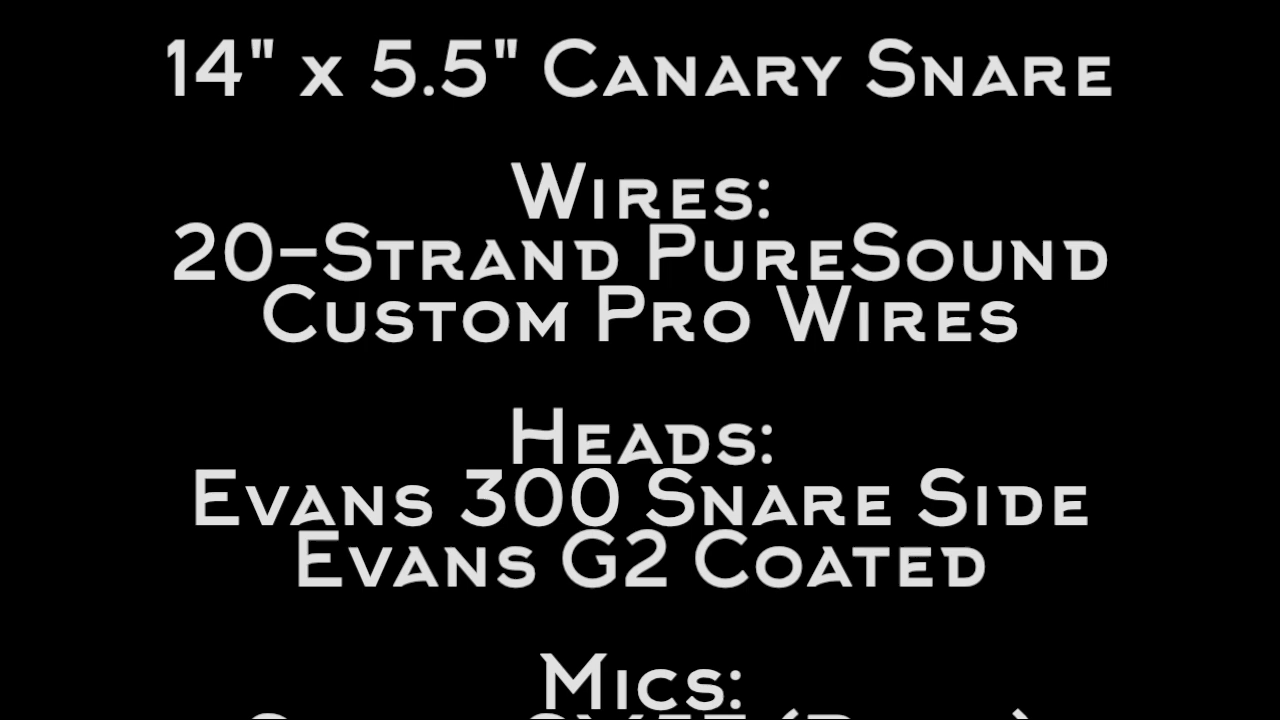 14" x 5.5" Canary Snare
Wires:
20-Strand PureSound
Custom Pro Wires
Heads:
Evans 300 Snare Side
Evans G2 Coated
Mics: